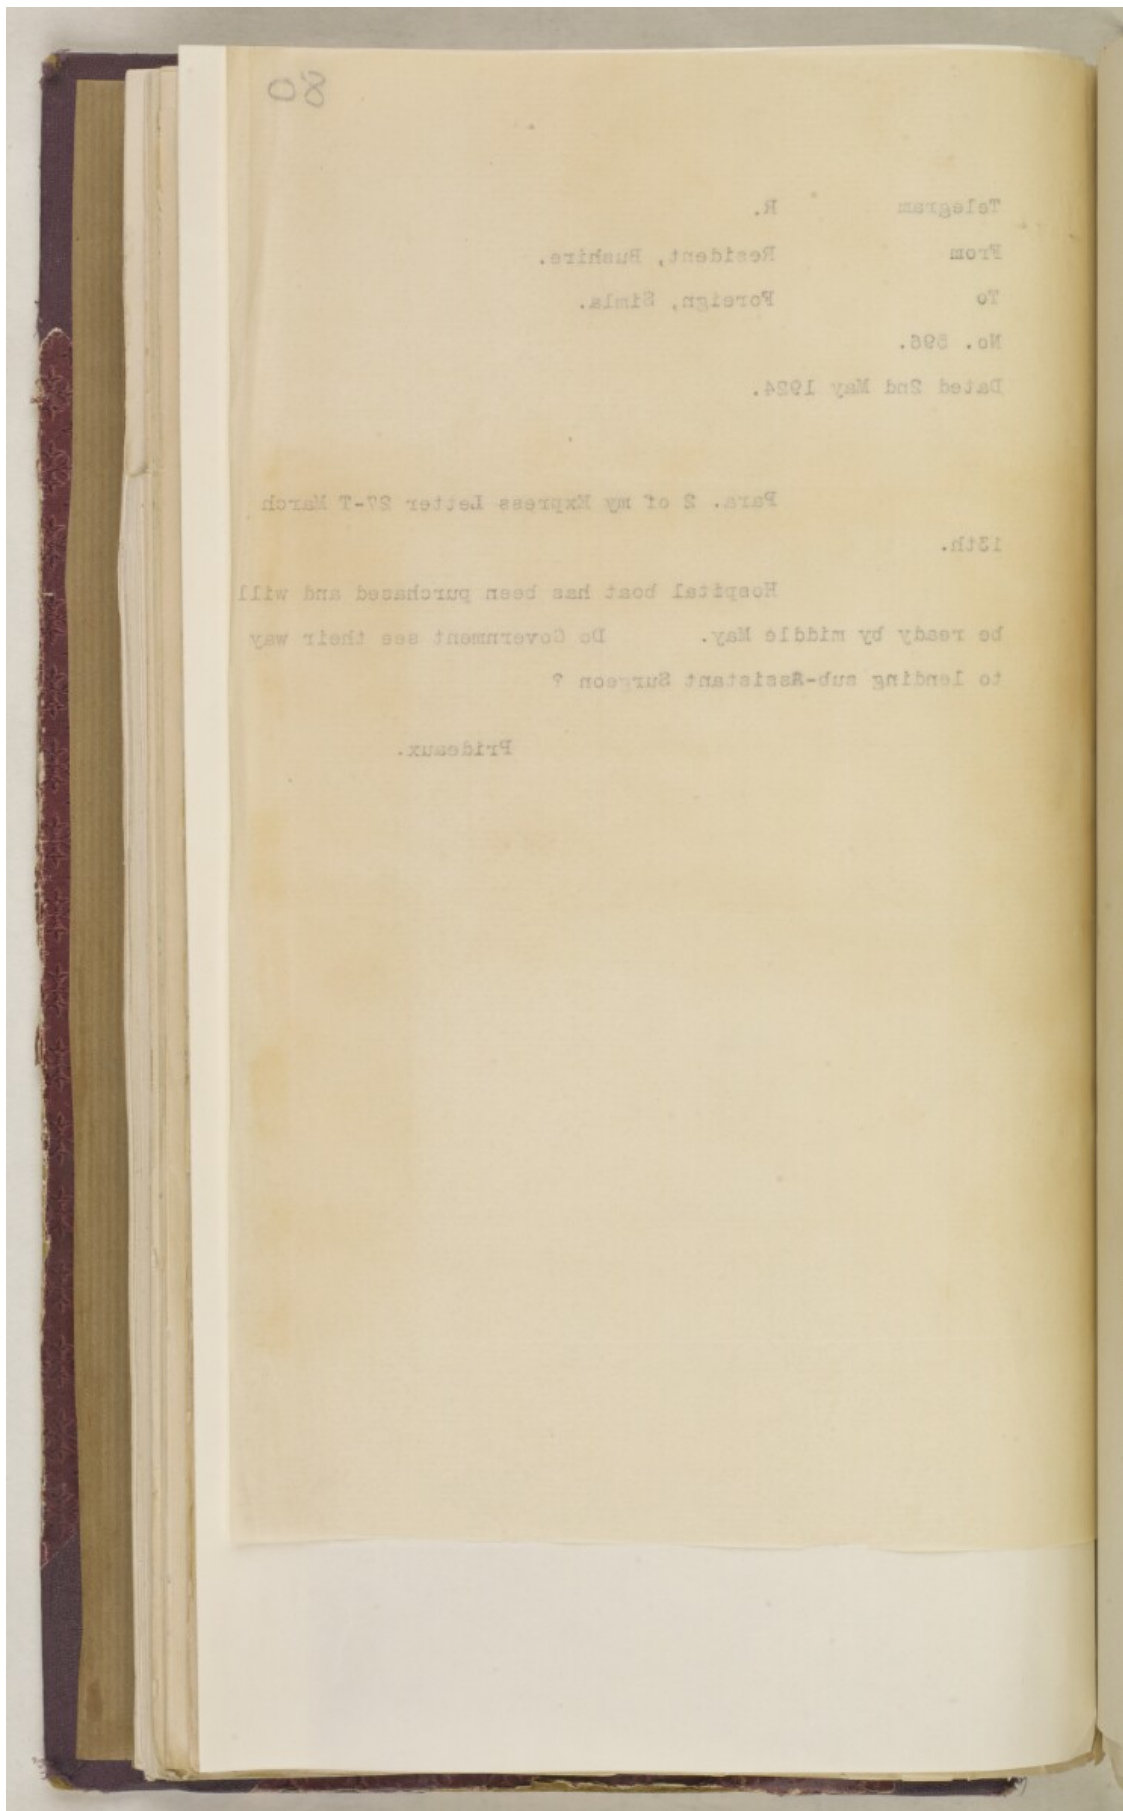 80
Telegram R.
From Resident, Bushire.
To Foreign, Simla.
No. 596.
Dated 2nd May 1924.
Para. 2 of my Express Letter 27-T March
13th.
Hospital boat has been purchased and will
be ready by middle May. Do Government see their way
to lending sub-Assistant Surgeon ?
Prideaux.